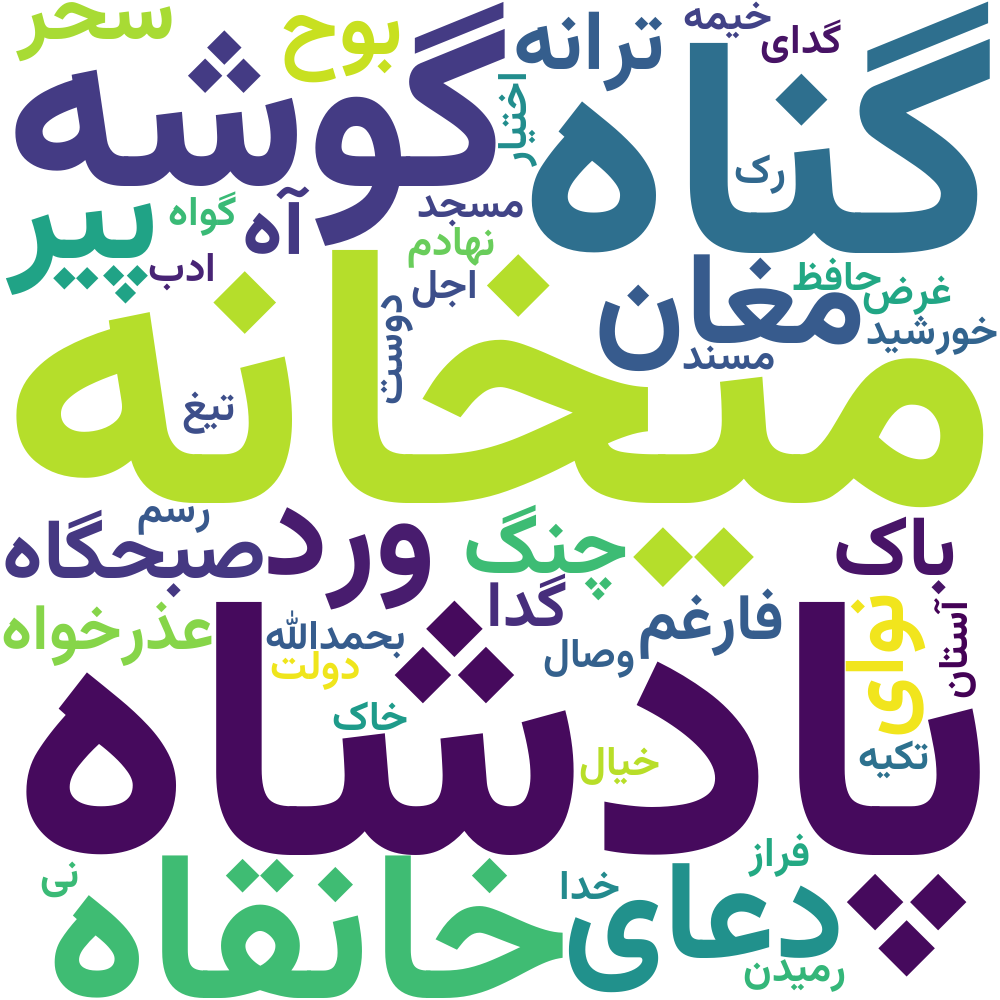 خیمه
سحر
بوح
ترانه
گدای
گوشه
گناه
اختیار
رک
پیر
گواه
آه
مسجد
نهادم
ادب
اجل
مغان
حافظ
غرض
خورشید
مسند
دوست
میخانه
تیغ
رسم
صبحگاه
ورد
چنگ
باک
عذرخواه
بحمدالله
گدا
فارغم
نوای
آستان
دولت
وصال
خاک
پادشاه
خیال
تکیه
نی
خانقاه
خدا
دعای
فراز
رمیدن